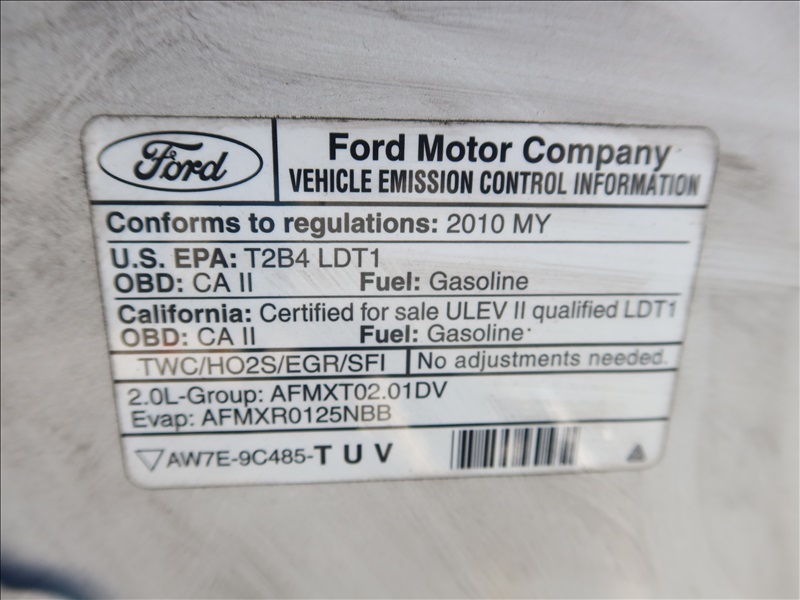 Ford
Ford Motor Company
VEHICLE EMISSION CONTROL INFORMATION
Conforms to regulations: 2010 MY
U.S. EPA: T2B4 LDT1
OBD: CA II Fuel: Gasoline
California: Certified for sale ULEV II qualified LDT1
OBD: CA II Fuel: Gasoline
TWC/HO2S/EGR/SFI No adjustments needed.
2.0L-Group: AFMXT02.01DV
Evap: AFMXR0125NBB
AW7E-9C485-T U V